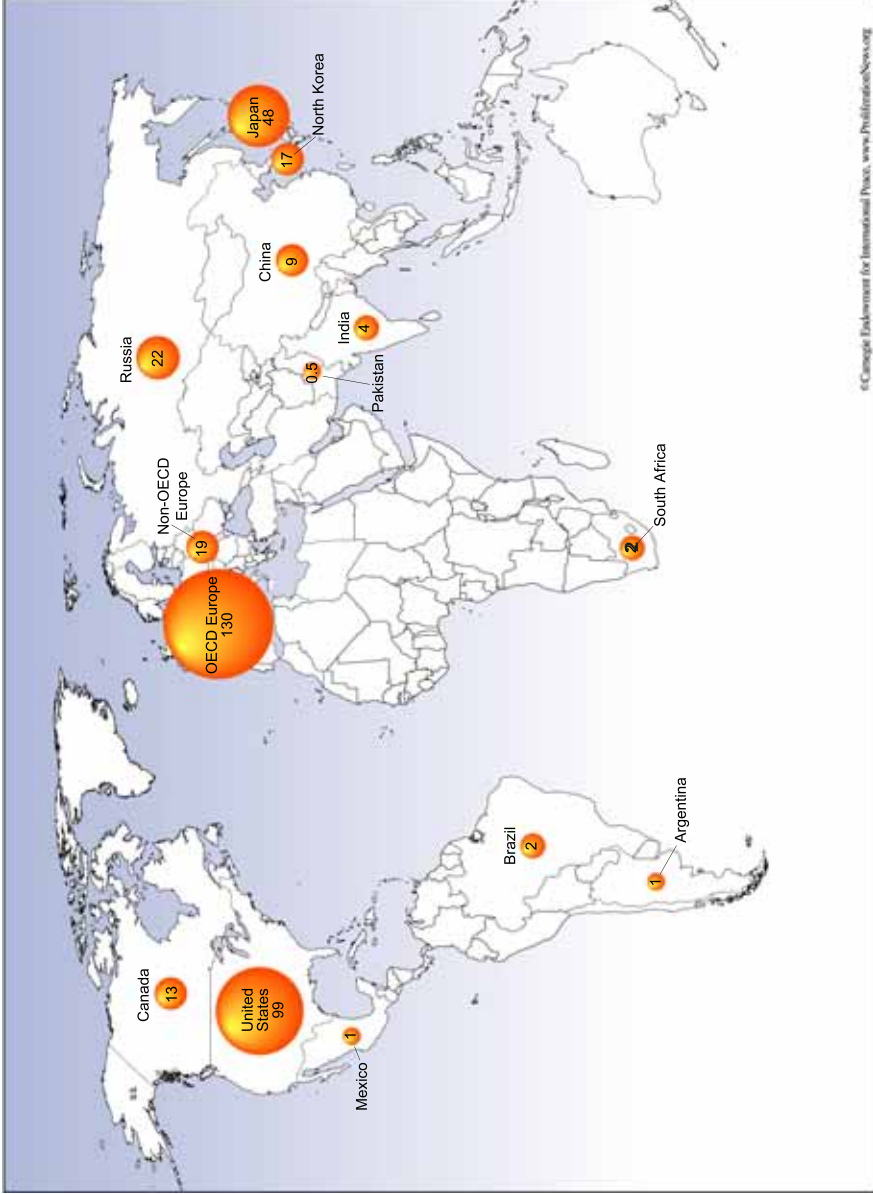 Canada
13
United
States
99
Mexico
1
Brazil
2
Argentina
1
OECD Europe
130
Non-OECD
Europe
19
Russia
22
Pakistan
0.5
India
4
China
9
Japan
48
17
North Korea
South Africa
2
©Carnegie Endowment for International Peace, www.ProliferationNews.org